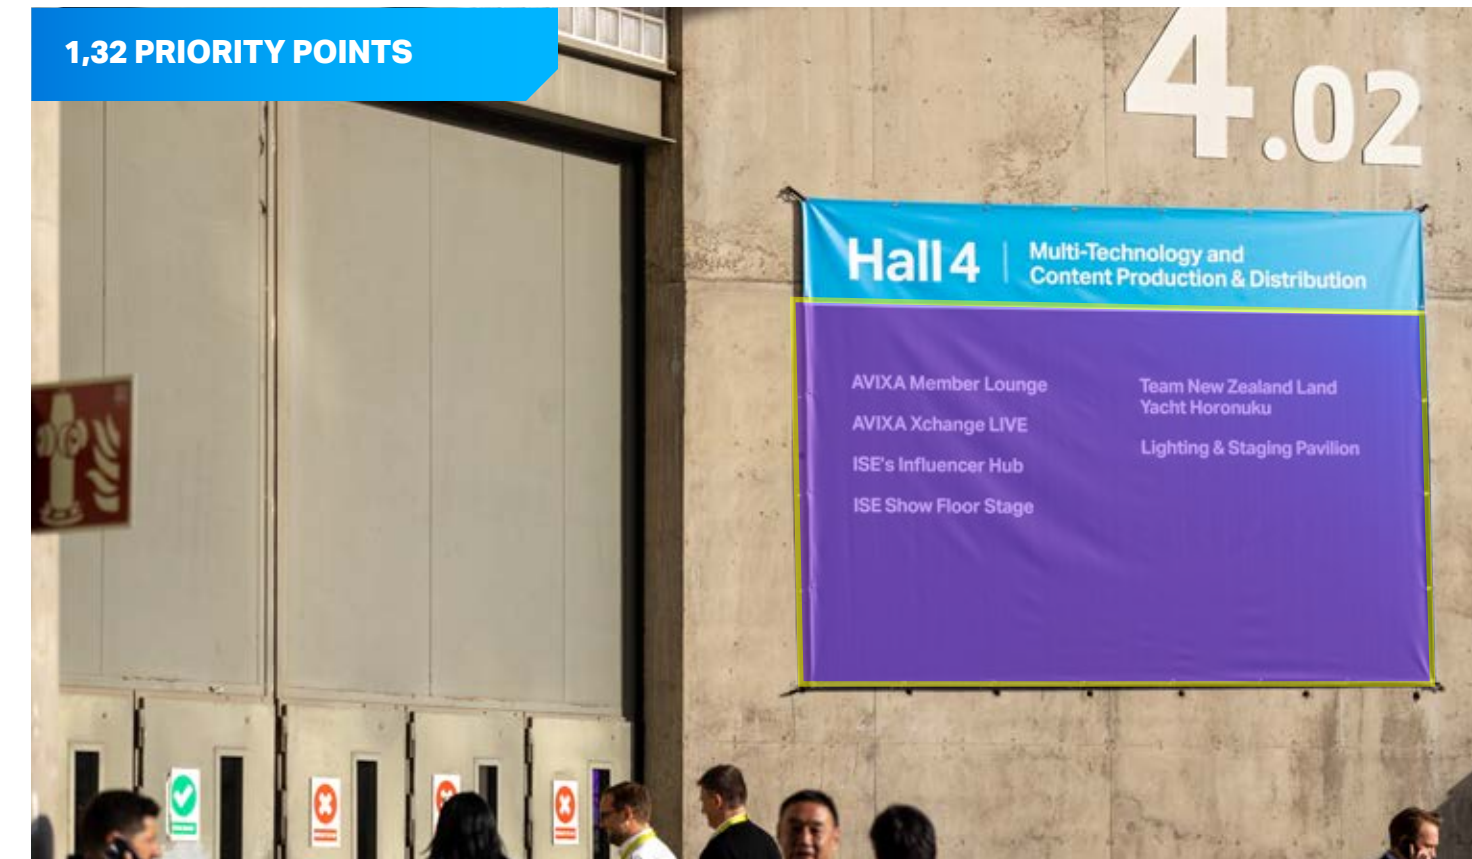 1,32 PRIORITY POINTS
4.02
Hall 4
Multi-Technology and
Content Production & Distribution
AVIXA Member Lounge
AVIXA Xchange LIVE
ISE's Influencer Hub
ISE Show Floor Stage
Team New Zealand Land
Yacht Horonuku
Lighting & Staging Pavilion